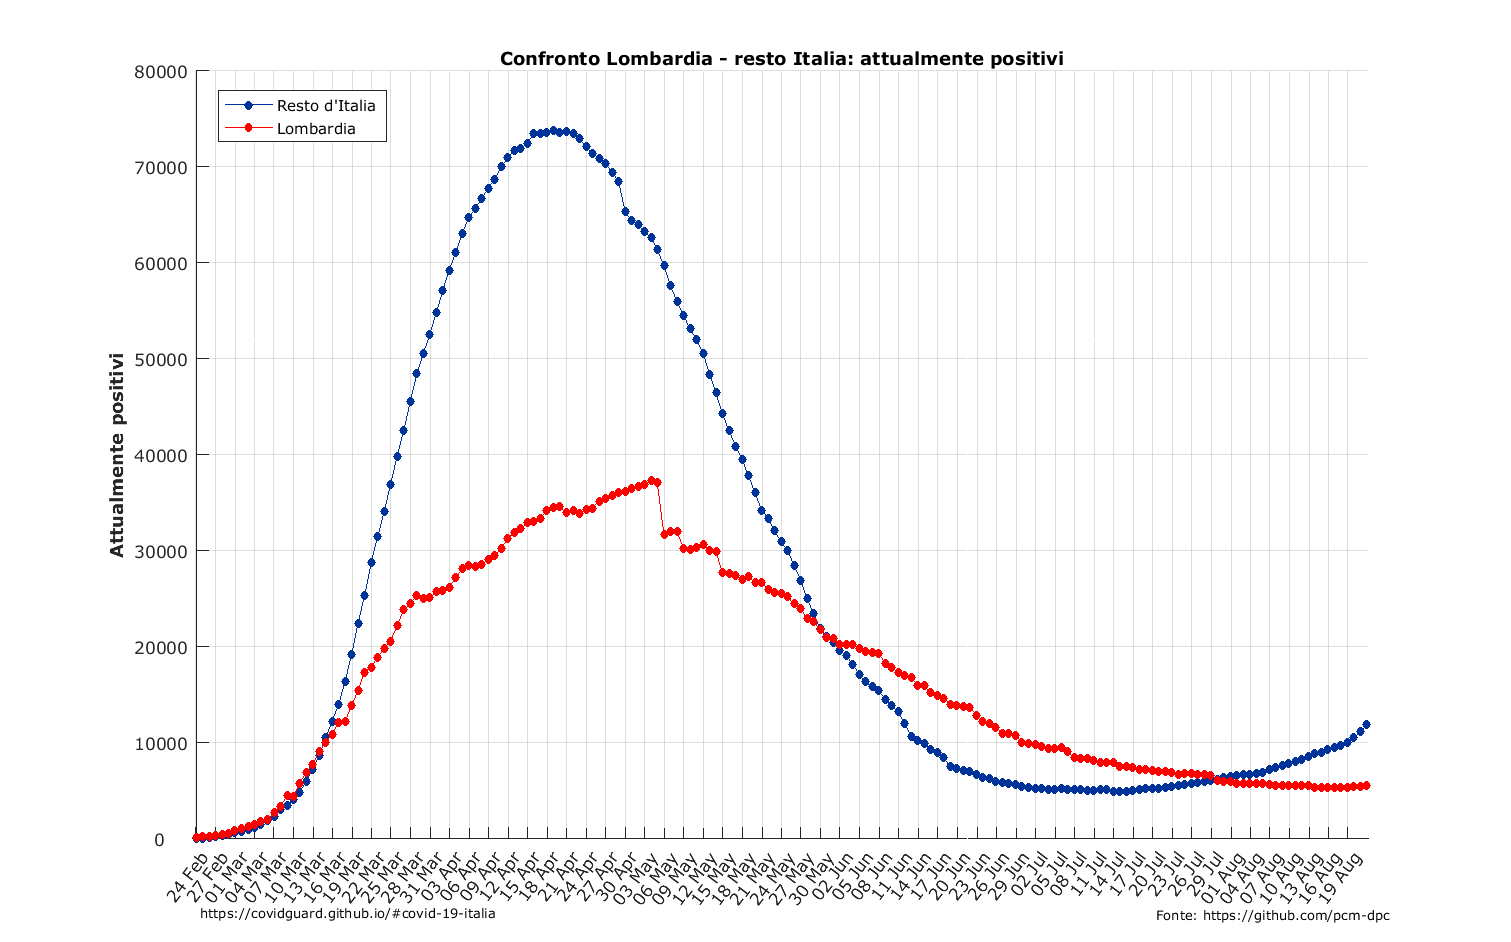 Confronto Lombardia - resto Italia: attualmente positivi
Resto d'Italia
Lombardia
Attualmente positivi
80000
70000
60000
50000
40000
30000
20000
10000
0
24 Feb
27 Feb
01 Mar
04 Mar
07 Mar
10 Mar
13 Mar
16 Mar
19 Mar
22 Mar
25 Mar
28 Mar
31 Mar
03 Apr
06 Apr
09 Apr
12 Apr
15 Apr
18 Apr
21 Apr
24 Apr
27 Apr
30 Apr
03 May
06 May
09 May
12 May
15 May
18 May
21 May
24 May
27 May
30 May
02 Jun
05 Jun
08 Jun
11 Jun
14 Jun
17 Jun
20 Jun
23 Jun
26 Jun
29 Jun
02 Jul
05 Jul
08 Jul
11 Jul
14 Jul
17 Jul
20 Jul
23 Jul
26 Jul
29 Jul
01 Aug
04 Aug
07 Aug
10 Aug
13 Aug
16 Aug
19 Aug
https://covidguard.github.io/#covid-19-italia
Fonte: https://github.com/pcm-dpc